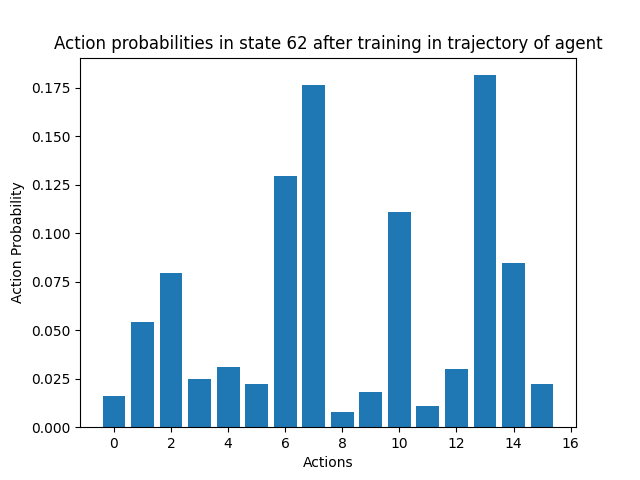 Action probabilities in state 62 after training in trajectory of agent
0.175
0.150
0.125
0.100
0.075
0.050
0.025
0.000
Action Probability
0 2 4 6 8 10 12 14 16
Actions